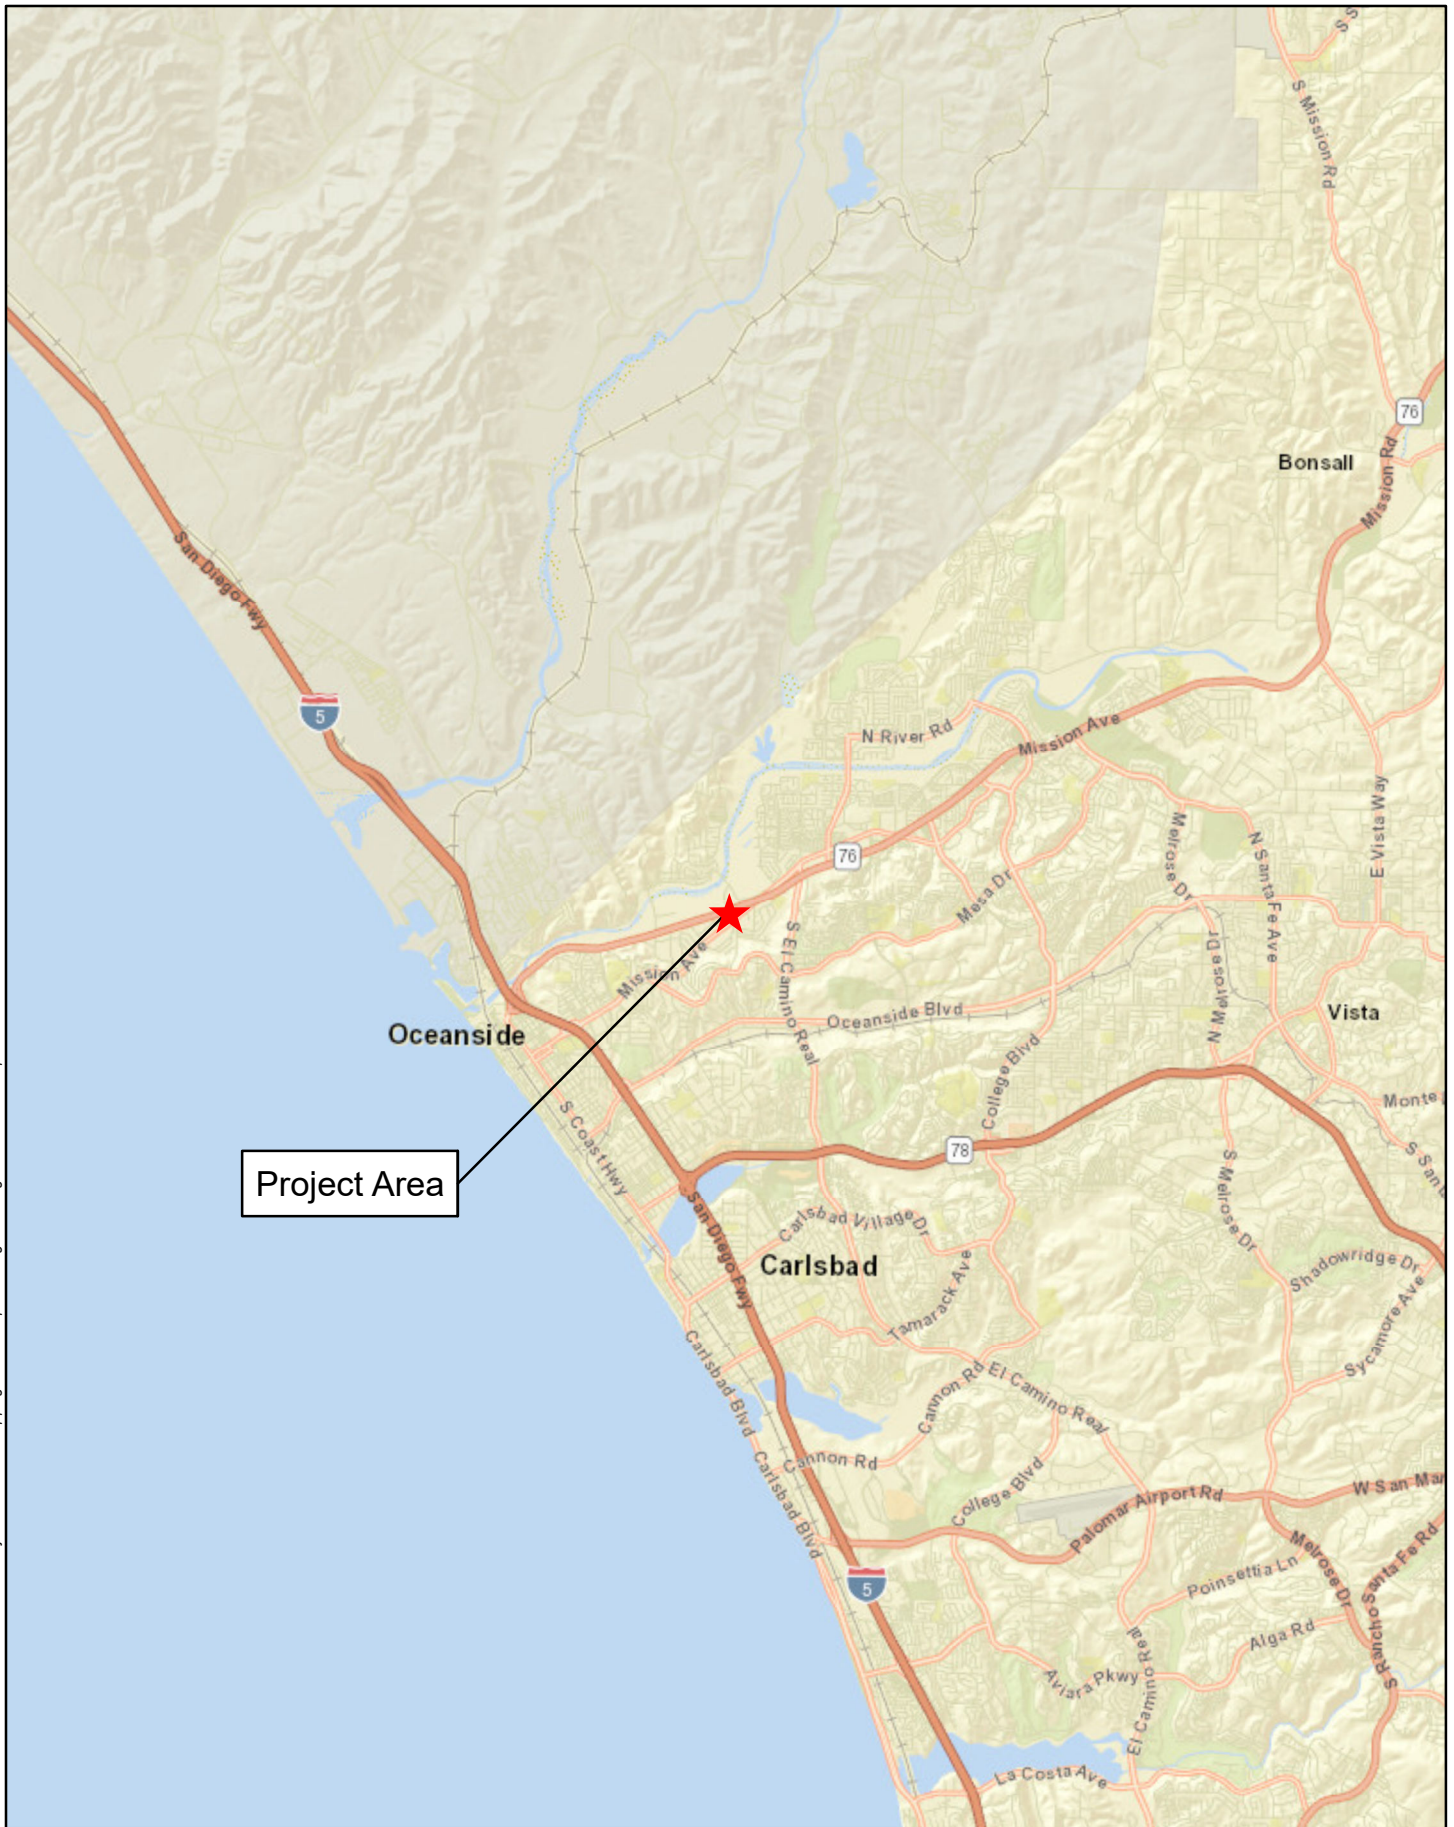 S Mission Rd
76
Bonsall
Mission Rd
San Diego Fwy
5
N River Rd
Mission Ave
E Vista Way
Melrose Dr
N Santa Fe Ave
76
Mesa Dr
S El Camino Real
Mission Ave
N Melrose Dr
Oceanside Blvd
Vista
Oceanside
College Blvd
Monte
S Coast Hwy
78
S Santa
Project Area
S Melrose Dr
San Diego Fwy
Carlsbad Village Dr
Carlsbad
Shadowridge Dr
Tamarack Ave
Sycamore Ave
Carlsbad Blvd
Cannon Rd
El Camino Real
Cannon Rd
Carlsbad Blvd
College Blvd
Palomar Airport Rd
W San Mar
Melrose Dr
S Rancho Santa Fe Rd
5
Poinsettia Ln
Alga Rd
Aviara Pkwy
El Camino Real
La Costa Ave